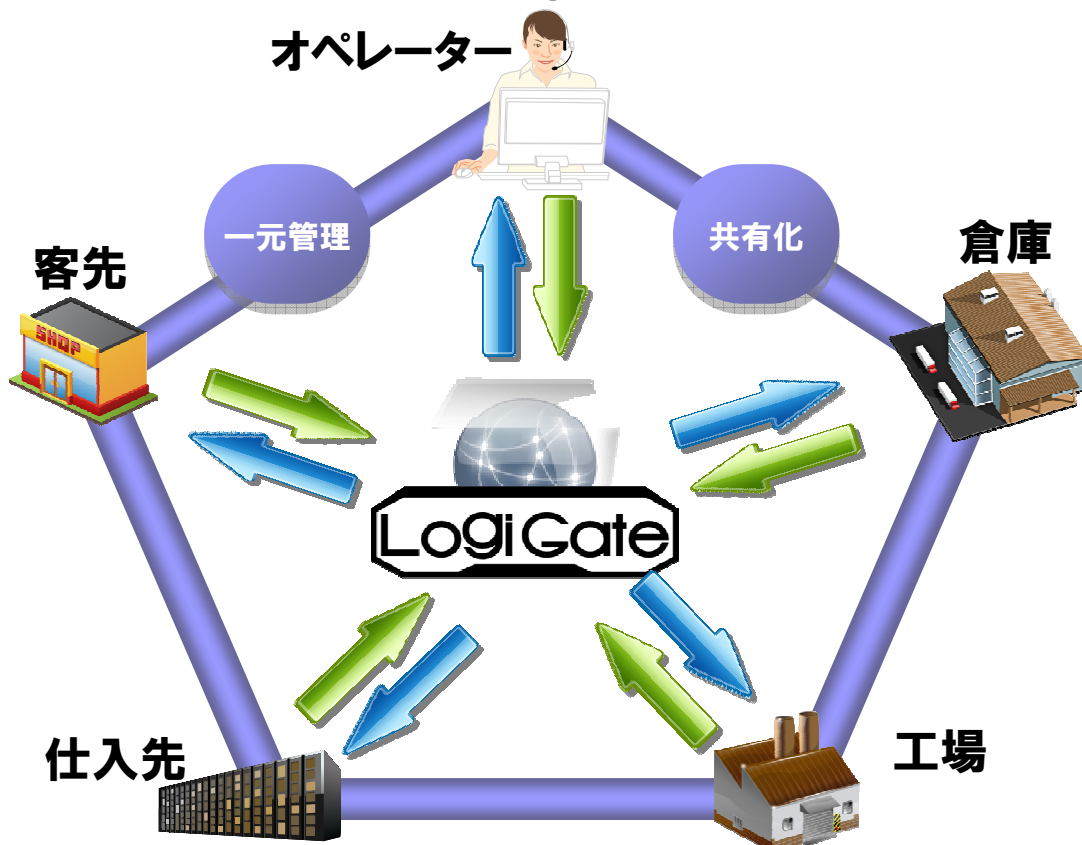 オペレーター
一元管理
共有化
客先
倉庫
SHOP
LogiGate
仕入先
工場